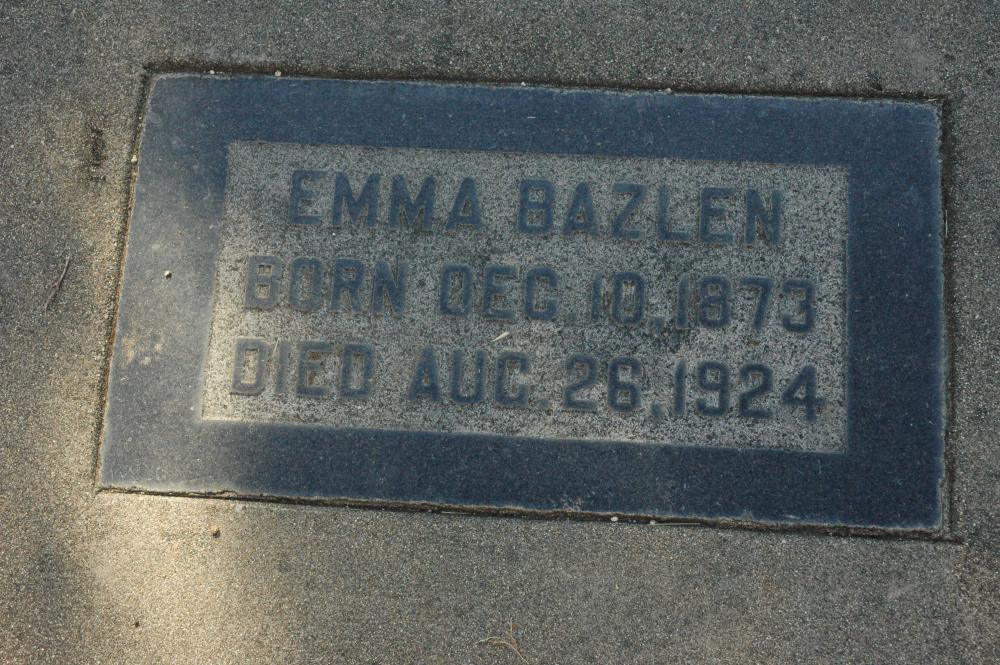 EMMA BAZLEN
BORN DEC. 10, 1873
DIED AUG. 26, 1924